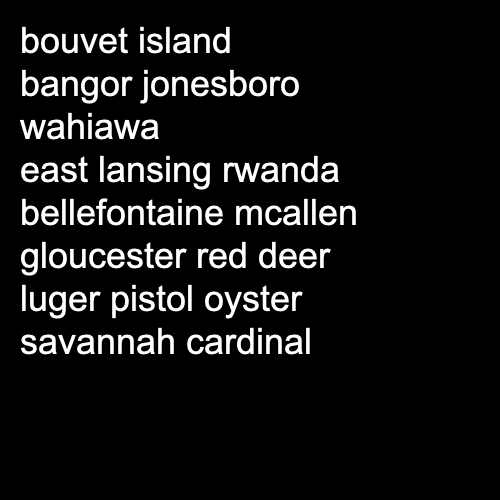 bouvet island
bangor jonesboro
wahiawa
east lansing rwanda
bellefontaine mcallen
gloucester red deer
luger pistol oyster
savannah cardinal